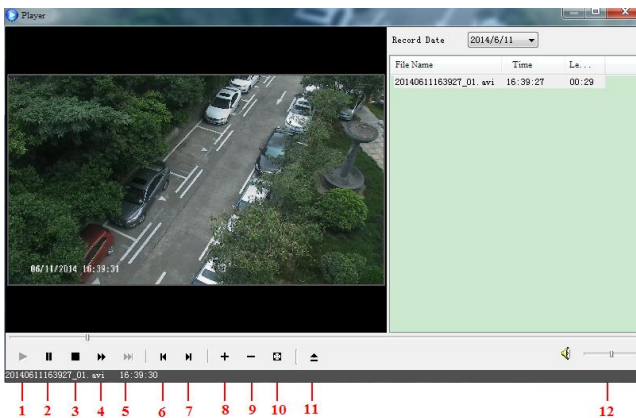 Player
Record Date 2014/6/11
File Name Time Le...
20140611163927_01.avi 16:39:27 00:29
06/11/2014 16:39:31
20140611163927_01.avi 16:39:30
1 2 3 4 5 6 7 8 9 10 11 12